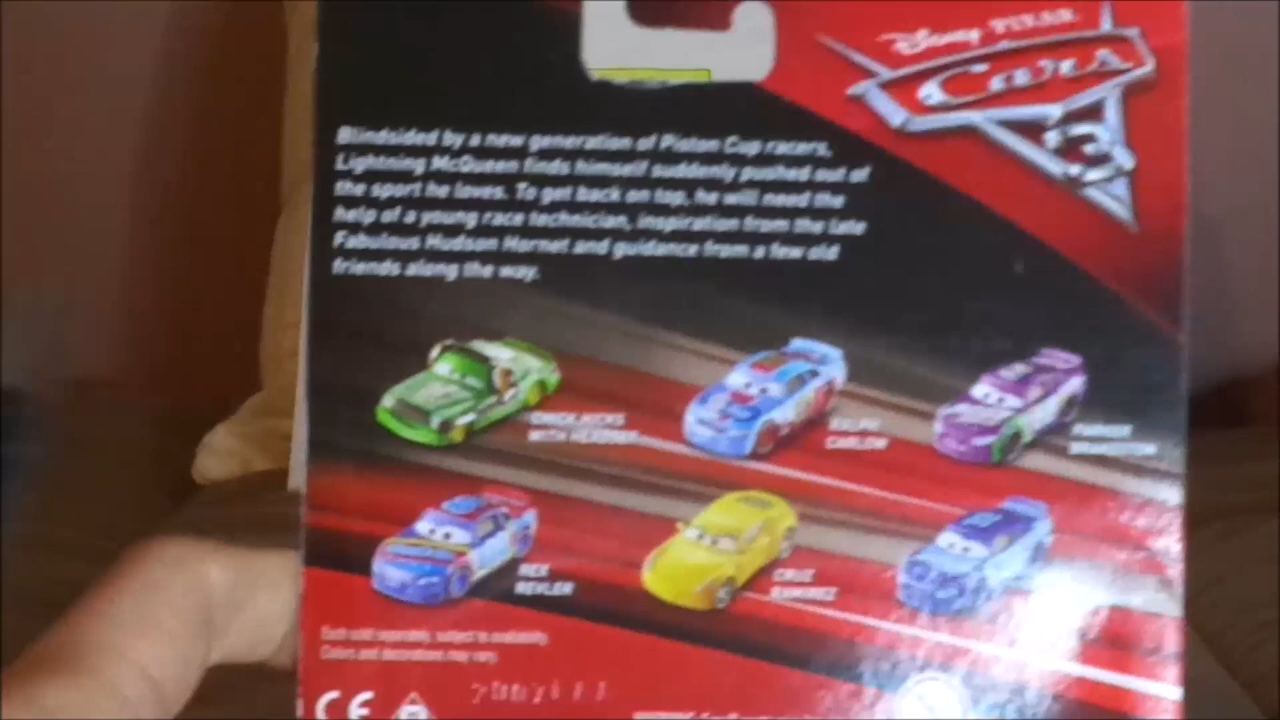 Disney PIXAR
Cars
3
Blindsided by a new generation of Piston Cup racers,
Lightning McQueen finds himself suddenly pushed out of
the sport he loves. To get back on top, he will need the
help of a young race technician, inspiration from the late
Fabulous Hudson Hornet and guidance from a few old
friends along the way.
CHICK HICKS
WITH HEADSET
RALPH
CARLOW
PARKER
BRAKESTON
REX
REVLER
CRUZ
RAMIREZ
Each sold separately, subject to availability.
Colors and decorations may vary.
CE